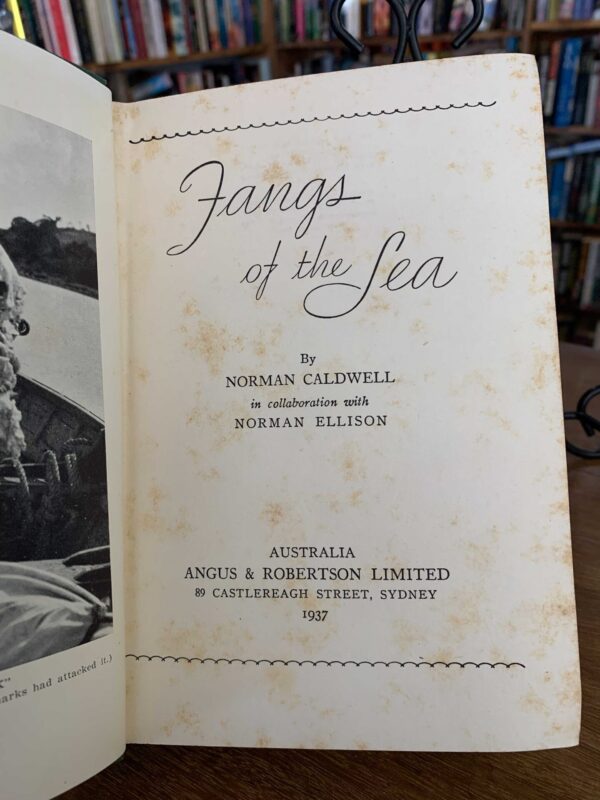 Fangs
of the Sea
By
NORMAN CALDWELL
in collaboration with
NORMAN ELLISON
AUSTRALIA
ANGUS & ROBERTSON LIMITED
89 CASTLEREAGH STREET, SYDNEY
1937
had attacked it.)